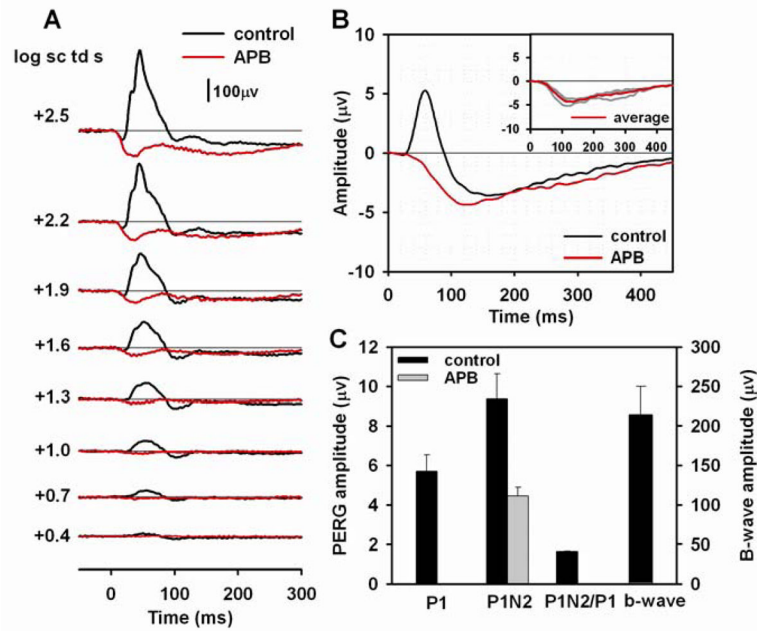 A
control
APB
log sc td s
100μv
+2.5
+2.2
+1.9
+1.6
+1.3
+1.0
+0.7
+0.4
0 100 200 300
Time (ms)
B
10
5
0
-5
-10
Amplitude (μv)
0 100 200 300 400
Time (ms)
control
APB
5
0
-5
-10
average
0 100 200 300 400
C
12
10
8
6
4
2
0
PERG amplitude (μv)
control
APB
300
250
200
150
100
50
0
B-wave amplitude (μv)
P1 P1N2 P1N2/P1 b-wave